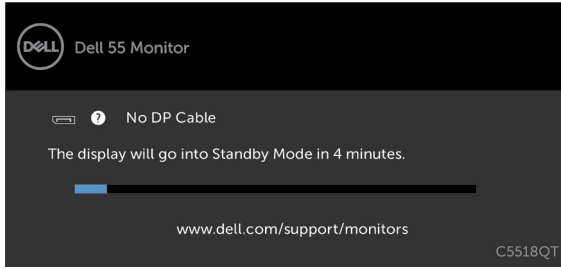 DELL
Dell 55 Monitor
? No DP Cable
The display will go into Standby Mode in 4 minutes.
www.dell.com/support/monitors
C5518QT